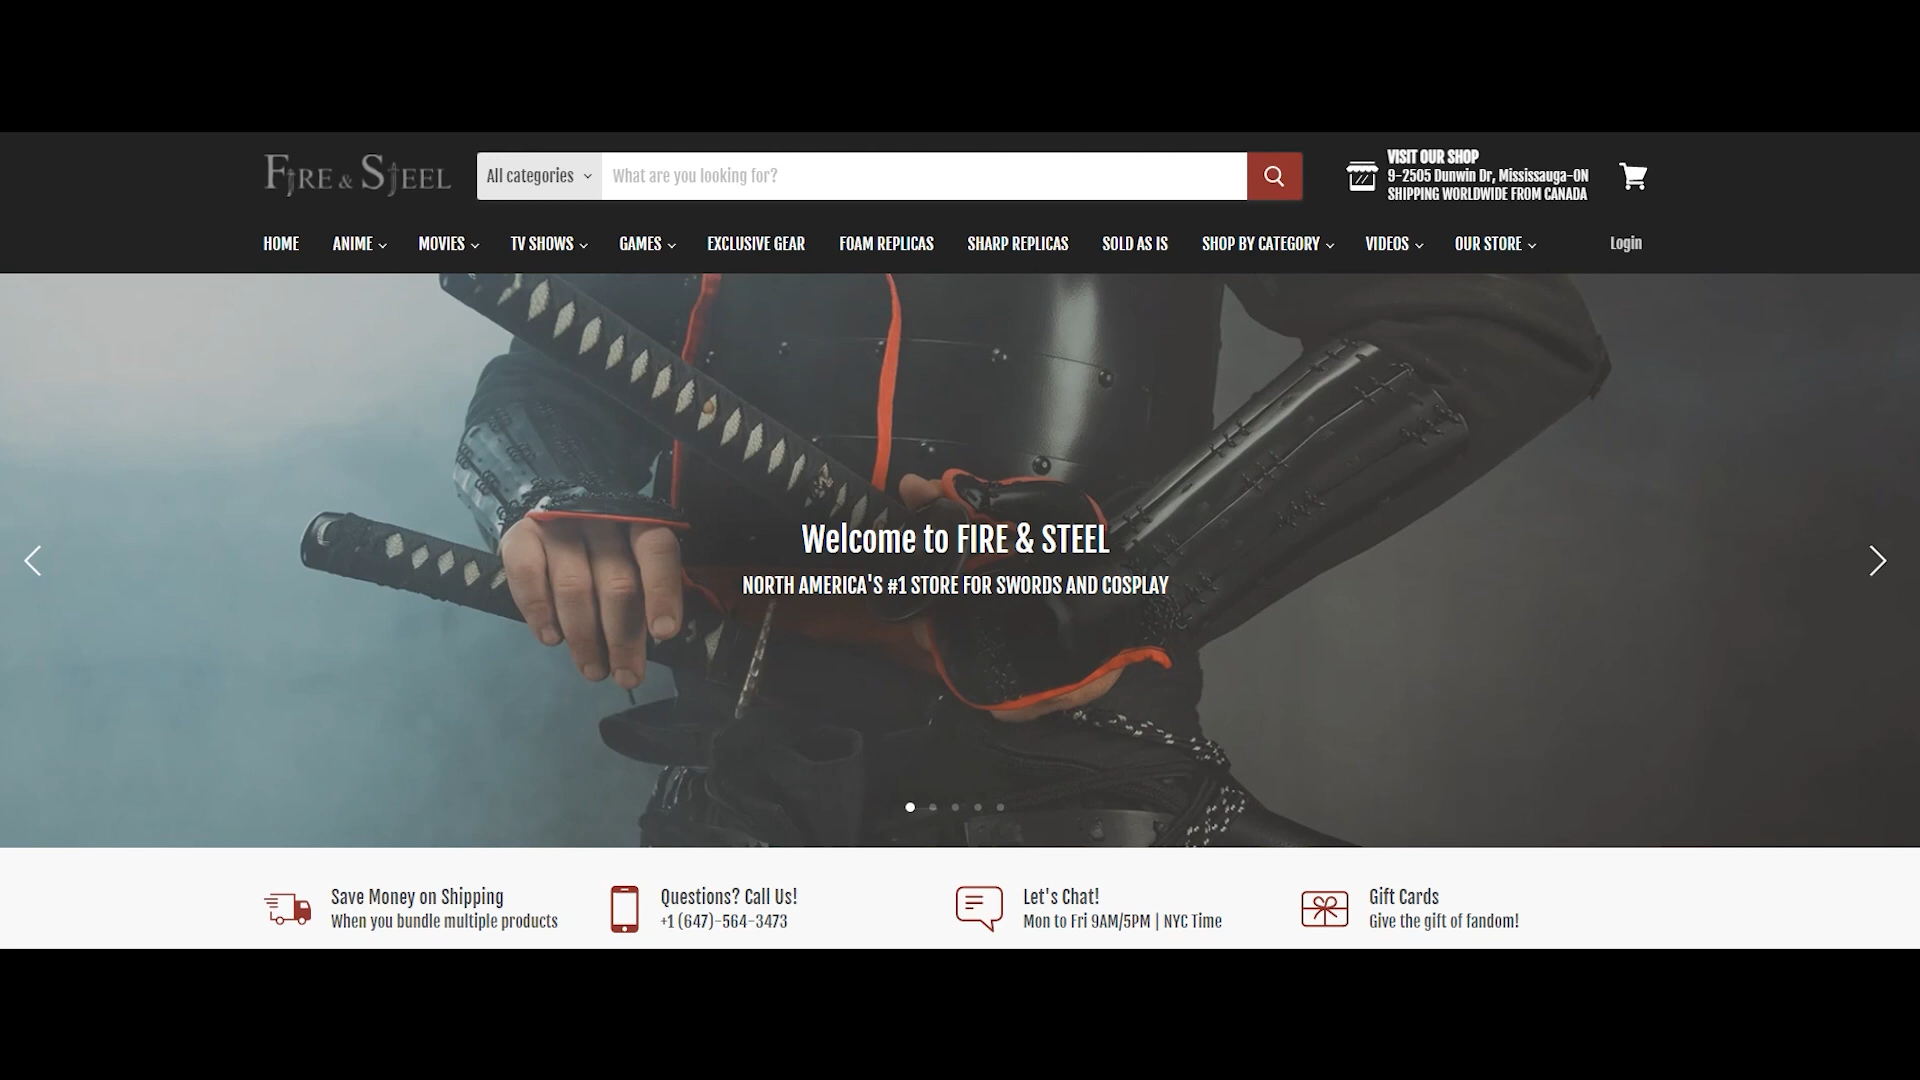 FIRE & STEEL
All categories
What are you looking for?
VISIT OUR SHOP
9-2505 Dunwin Dr, Mississauga-ON
SHIPPING WORLDWIDE FROM CANADA
HOME ANIME MOVIES TV SHOWS GAMES EXCLUSIVE GEAR FOAM REPLICAS SHARP REPLICAS SOLD AS IS SHOP BY CATEGORY VIDEOS OUR STORE Login
Welcome to FIRE & STEEL
NORTH AMERICA'S #1 STORE FOR SWORDS AND COSPLAY
Save Money on Shipping
When you bundle multiple products
Questions? Call Us!
+1 (647)-564-3473
Let's Chat!
Mon to Fri 9AM/5PM | NYC Time
Gift Cards
Give the gift of fandom!